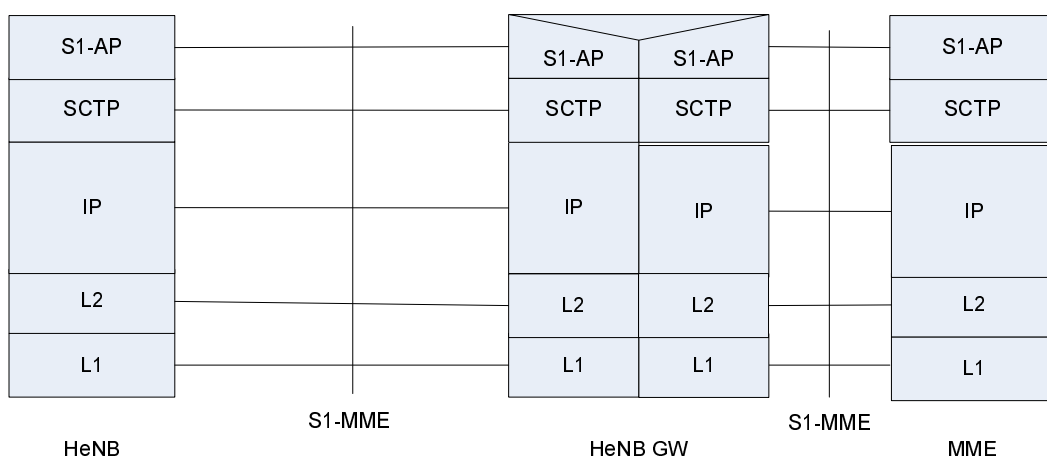 S1-AP
SCTP
IP
L2
L1
HeNB
S1-MME
S1-AP S1-AP
SCTP SCTP
IP IP
L2 L2
L1 L1
HeNB GW
S1-MME
S1-AP
SCTP
IP
L2
L1
MME